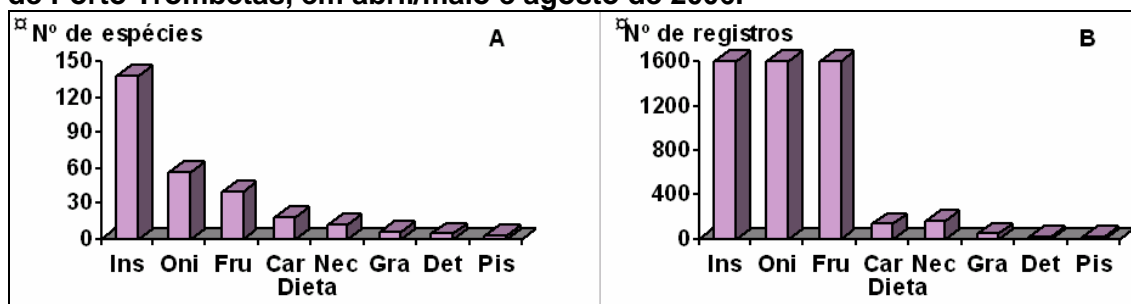 de Porto Trombetas, em abril/maio e agosto de 2006.
¤ Nº de espécies
A
150
120
90
60
30
0
Ins Oni Fru Car Nec Gra Det Pis
Dieta
¤ Nº de registros
B
1600
1200
800
400
0
Ins Oni Fru Car Nec Gra Det Pis
Dieta